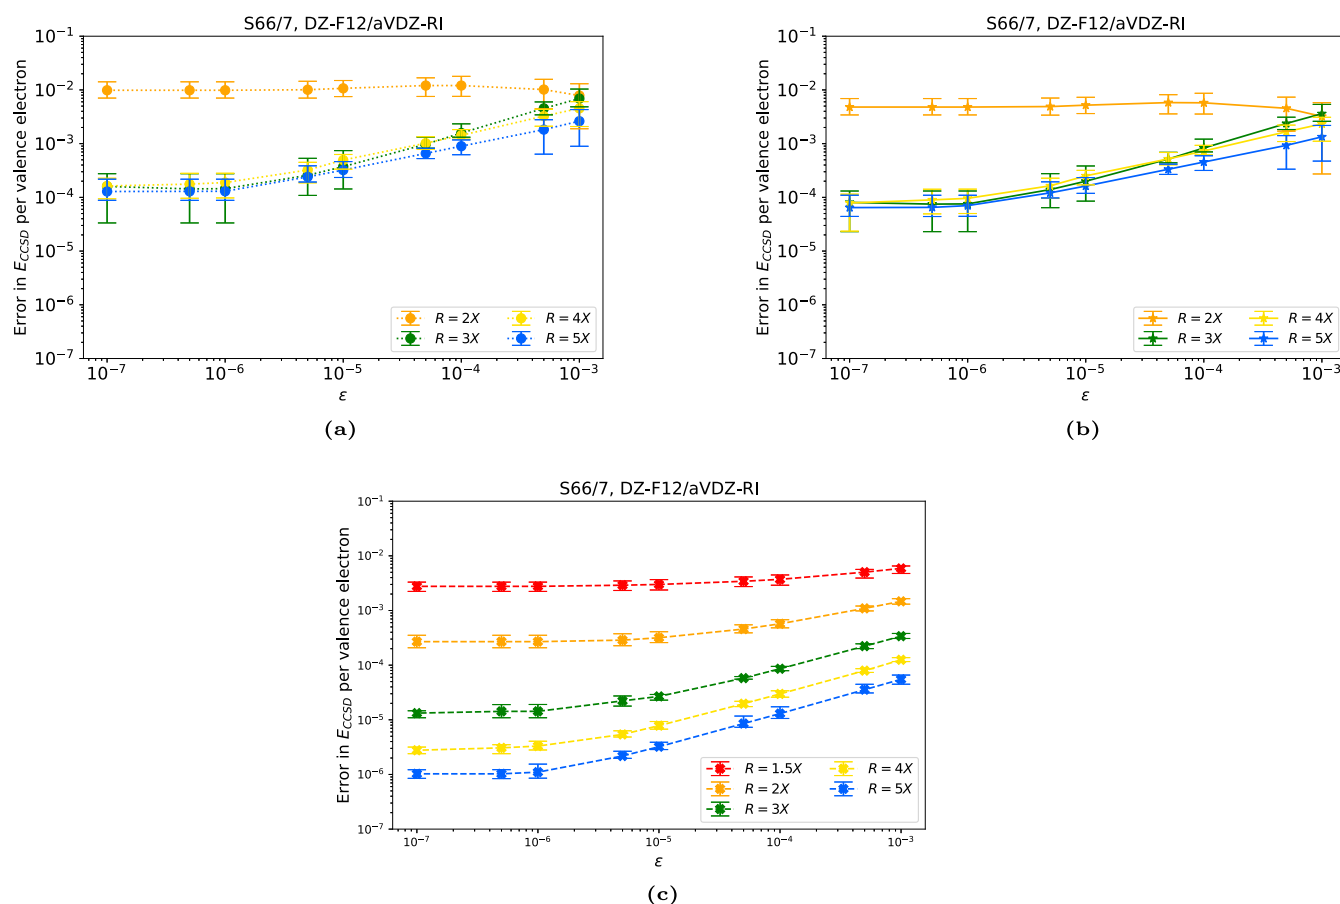 S66/7, DZ-F12/aVDZ-RI
Error in E_CCSD per valence electron
10⁻¹
10⁻²
10⁻³
10⁻⁴
10⁻⁵
10⁻⁶
10⁻⁷
R = 2X
R = 3X
R = 4X
R = 5X
10⁻⁷ 10⁻⁶ 10⁻⁵ 10⁻⁴ 10⁻³
ε
(a)
S66/7, DZ-F12/aVDZ-RI
Error in E_CCSD per valence electron
10⁻¹
10⁻²
10⁻³
10⁻⁴
10⁻⁵
10⁻⁶
10⁻⁷
R = 2X
R = 3X
R = 4X
R = 5X
10⁻⁷ 10⁻⁶ 10⁻⁵ 10⁻⁴ 10⁻³
ε
(b)
S66/7, DZ-F12/aVDZ-RI
Error in E_CCSD per valence electron
10⁻¹
10⁻²
10⁻³
10⁻⁴
10⁻⁵
10⁻⁶
10⁻⁷
R = 1.5X
R = 2X
R = 3X
R = 4X
R = 5X
10⁻⁷ 10⁻⁶ 10⁻⁵ 10⁻⁴ 10⁻³
ε
(c)